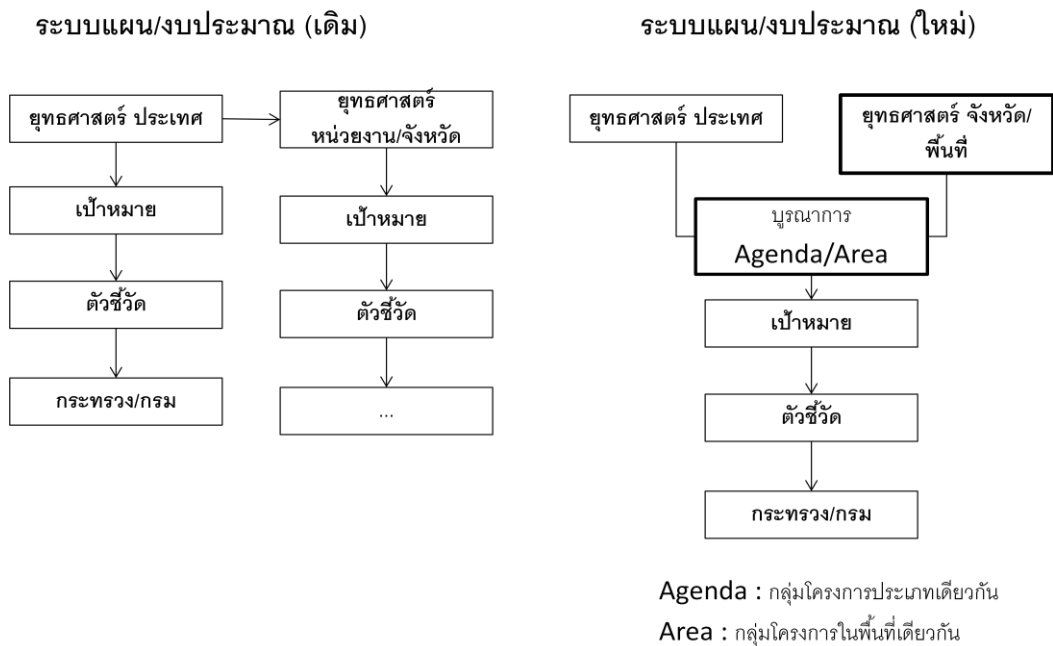 ระบบแผน/งบประมาณ (เดิม)
ยุทธศาสตร์ ประเทศ
เป้าหมาย
ตัวชี้วัด
กระทรวง/กรม
ยุทธศาสตร์
หน่วยงาน/จังหวัด
เป้าหมาย
ตัวชี้วัด
...
ระบบแผน/งบประมาณ (ใหม่)
ยุทธศาสตร์ ประเทศ
ยุทธศาสตร์ จังหวัด/
พื้นที่
บูรณาการ
Agenda/Area
เป้าหมาย
ตัวชี้วัด
กระทรวง/กรม
Agenda : กลุ่มโครงการประเภทเดียวกัน
Area : กลุ่มโครงการในพื้นที่เดียวกัน